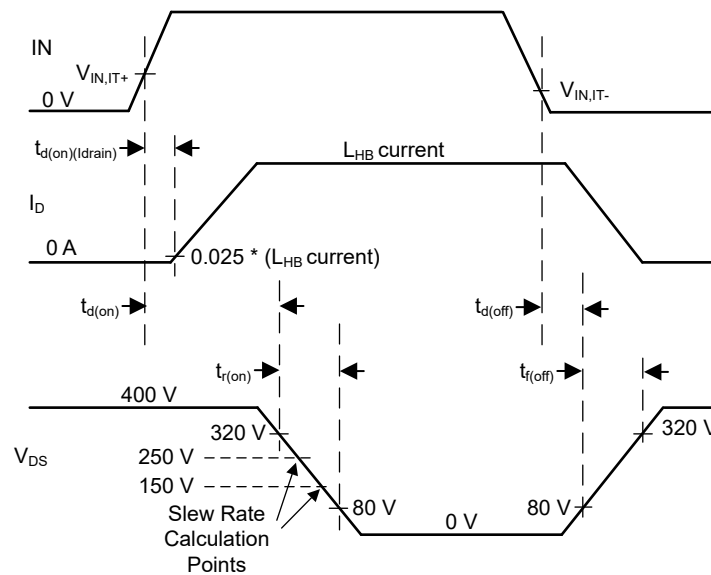 IN
V_IN,IT+
0 V
V_IN,IT-
t_d(on)(Idrain)
L_HB current
I_D
0 A
0.025 * (L_HB current)
t_d(on)
t_d(off)
t_r(on)
t_f(off)
400 V
320 V
320 V
V_DS
250 V
150 V
80 V
0 V
80 V
Slew Rate
Calculation
Points